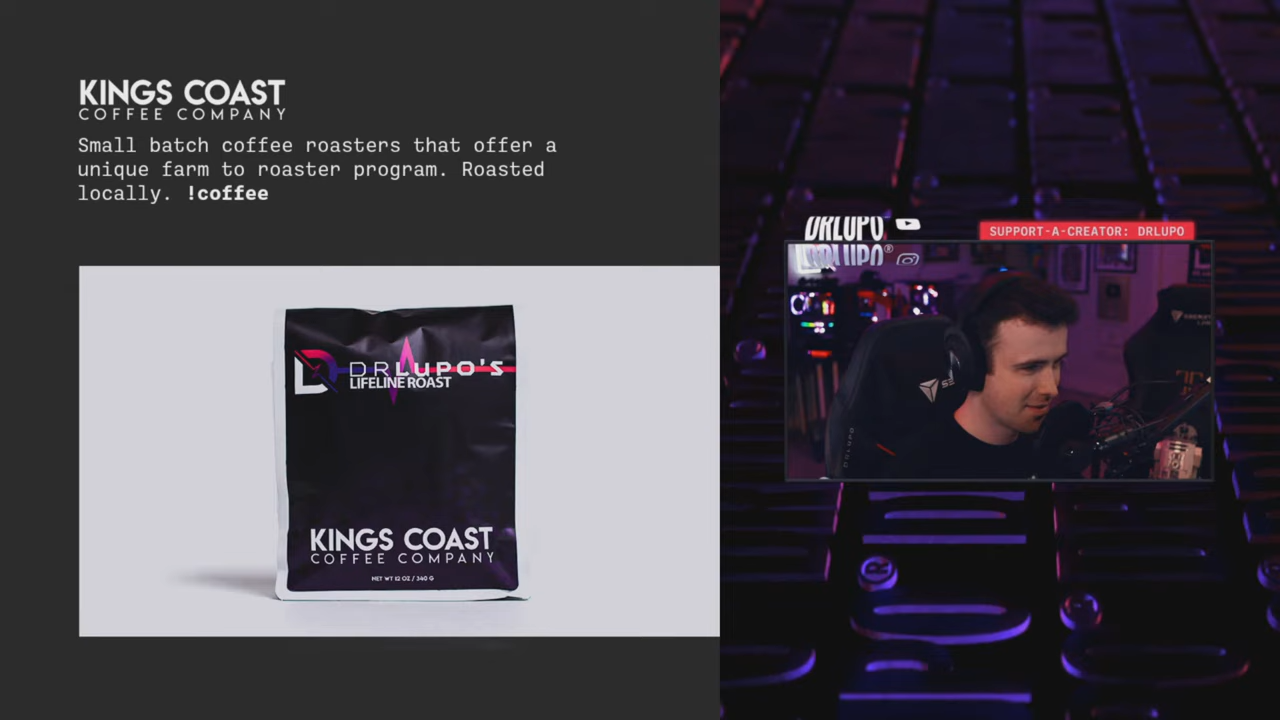 KINGS COAST
COFFEE COMPANY
Small batch coffee roasters that offer a
unique farm to roaster program. Roasted
locally. !coffee
DRLUPO'S
LIFELINE ROAST
KINGS COAST
COFFEE COMPANY
NET WT 12 OZ / 340 G
DRLUPO
DRLUPO®
SUPPORT-A-CREATOR: DRLUPO